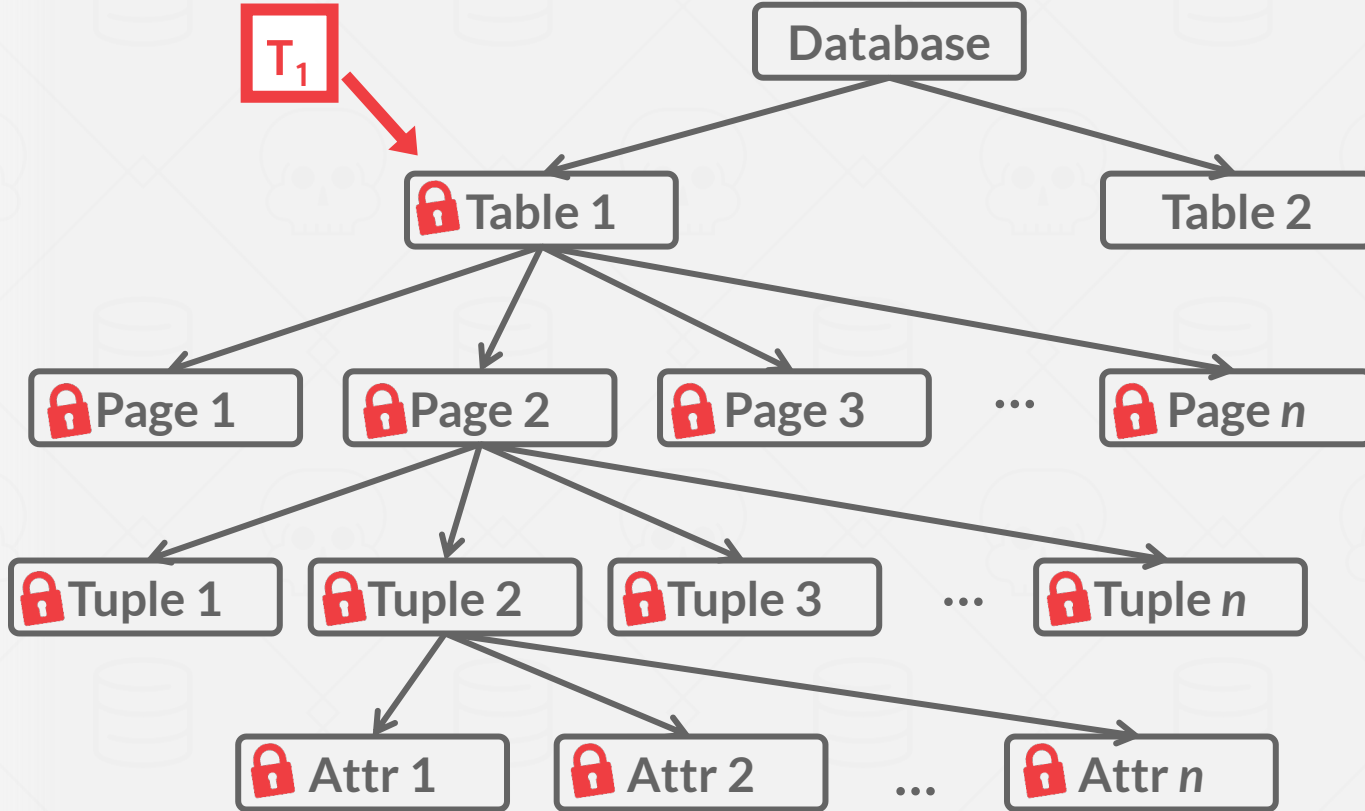 T₁
Database
Table 1
Table 2
Page 1
Page 2
Page 3
...
Page n
Tuple 1
Tuple 2
Tuple 3
...
Tuple n
Attr 1
Attr 2
...
Attr n